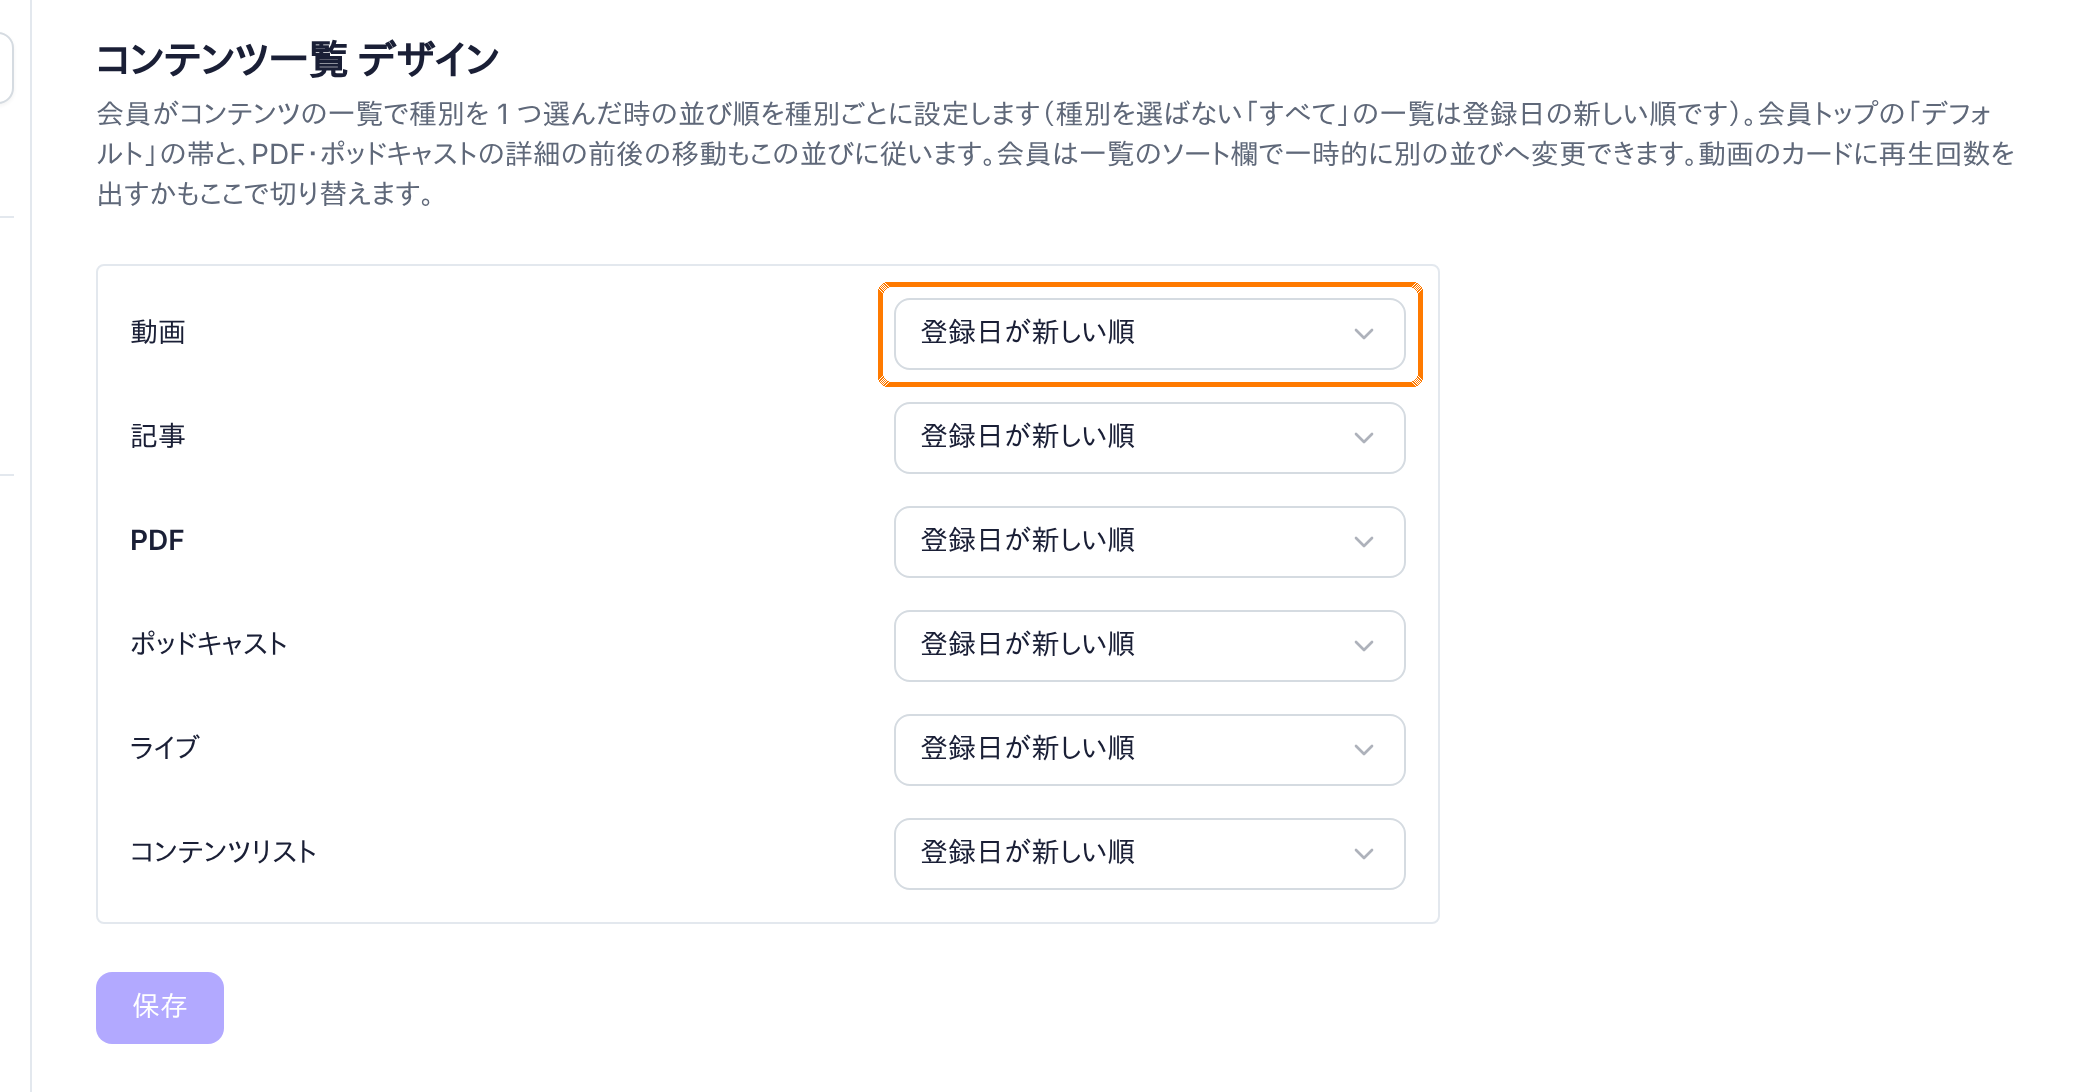 コンテンツ一覧 デザイン
会員がコンテンツの一覧で種別を1つ選んだ時の並び順を種別ごとに設定します(種別を選ばない「すべて」の一覧は登録日の新しい順です)。会員トップの「デフォ
ルト」の帯と、PDF・ポッドキャストの詳細の前後の移動もこの並びに従います。会員は一覧のソート欄で一時的に別の並びへ変更できます。動画のカードに再生回数を
出すかもここで切り替えます。
動画
登録日が新しい順
記事
登録日が新しい順
PDF
登録日が新しい順
ポッドキャスト
登録日が新しい順
ライブ
登録日が新しい順
コンテンツリスト
登録日が新しい順
保存